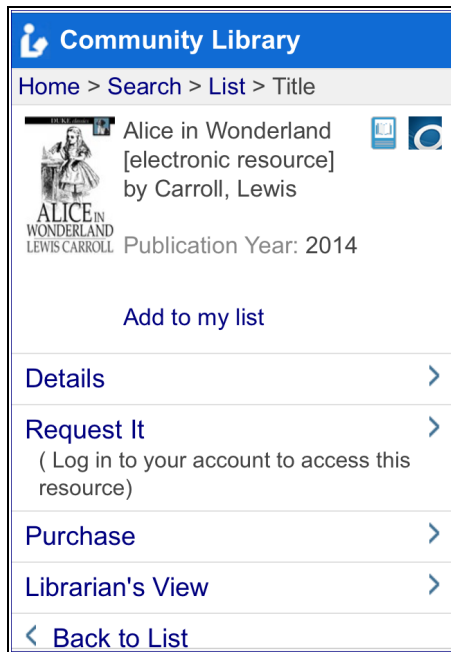 Community Library
Home > Search > List > Title
DUKE classics
ALICE IN
WONDERLAND
LEWIS CARROLL
Alice in Wonderland
[electronic resource]
by Carroll, Lewis
Publication Year: 2014
Add to my list
Details >
Request It >
( Log in to your account to access this
resource)
Purchase >
Librarian's View >
< Back to List